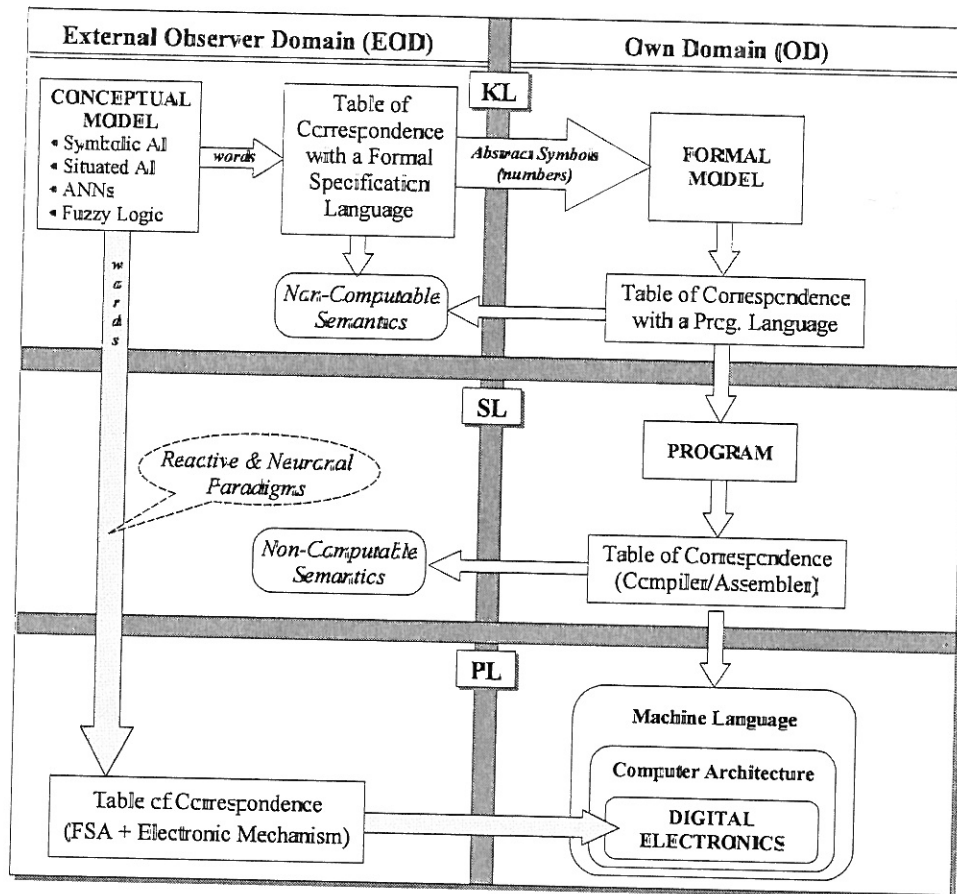 External Observer Domain (EOD)
Own Domain (OD)
KL
CONCEPTUAL
MODEL
• Symbolic AI
• Situated AI
• ANNs
• Fuzzy Logic
words
Table of
Correspondence
with a Formal
Specification
Language
Abstract Symbols
(numbers)
FORMAL
MODEL
words
Non-Computable
Semantics
Table of Correspondence
with a Prog. Language
SL
PROGRAM
Reactive & Neuronal
Paradigms
Non-Computable
Semantics
Table of Correspondence
(Compiler/Assembler)
PL
Machine Language
Computer Architecture
DIGITAL
ELECTRONICS
Table of Correspondence
(FSA + Electronic Mechanism)